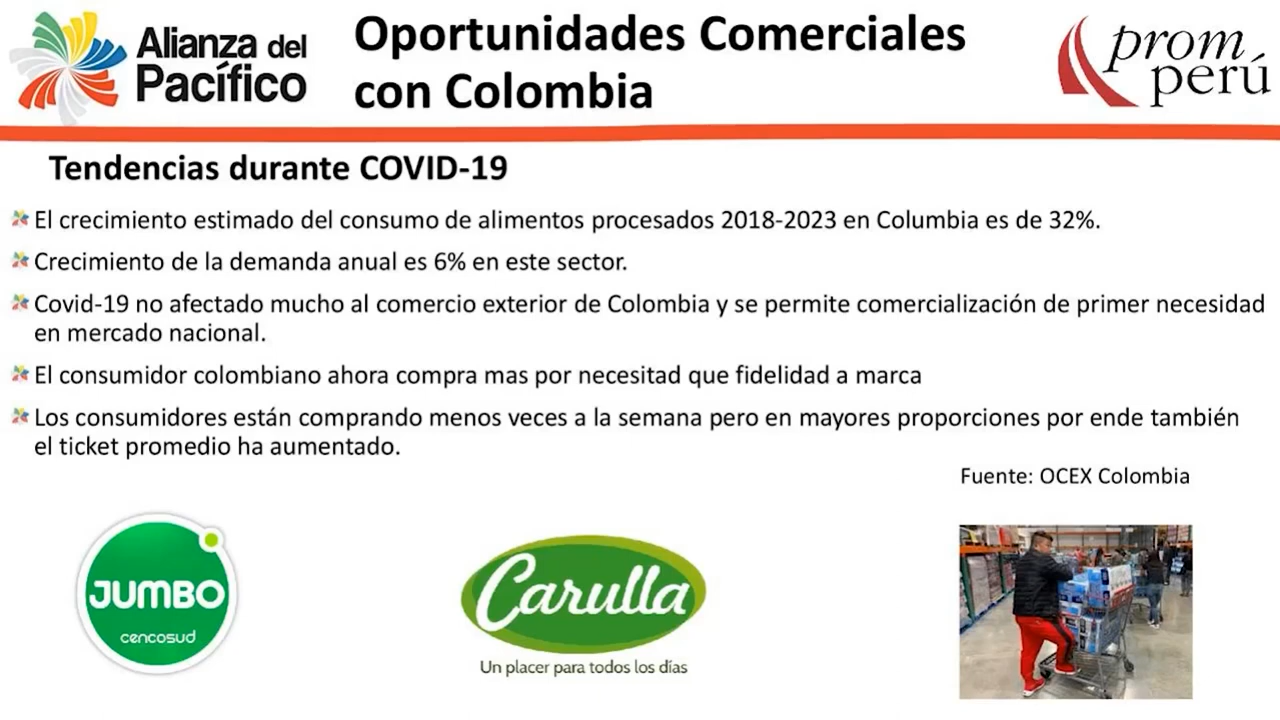 Alianza del
Pacífico
Oportunidades Comerciales
con Colombia
prom
perú
Tendencias durante COVID-19
El crecimiento estimado del consumo de alimentos procesados 2018-2023 en Columbia es de 32%.
Crecimiento de la demanda anual es 6% en este sector.
Covid-19 no afectado mucho al comercio exterior de Colombia y se permite comercialización de primer necesidad
en mercado nacional.
El consumidor colombiano ahora compra mas por necesitad que fidelidad a marca
Los consumidores están comprando menos veces a la semana pero en mayores proporciones por ende también
el ticket promedio ha aumentado.
Fuente: OCEX Colombia
JUMBO
cencosud
Carulla
Un placer para todos los días